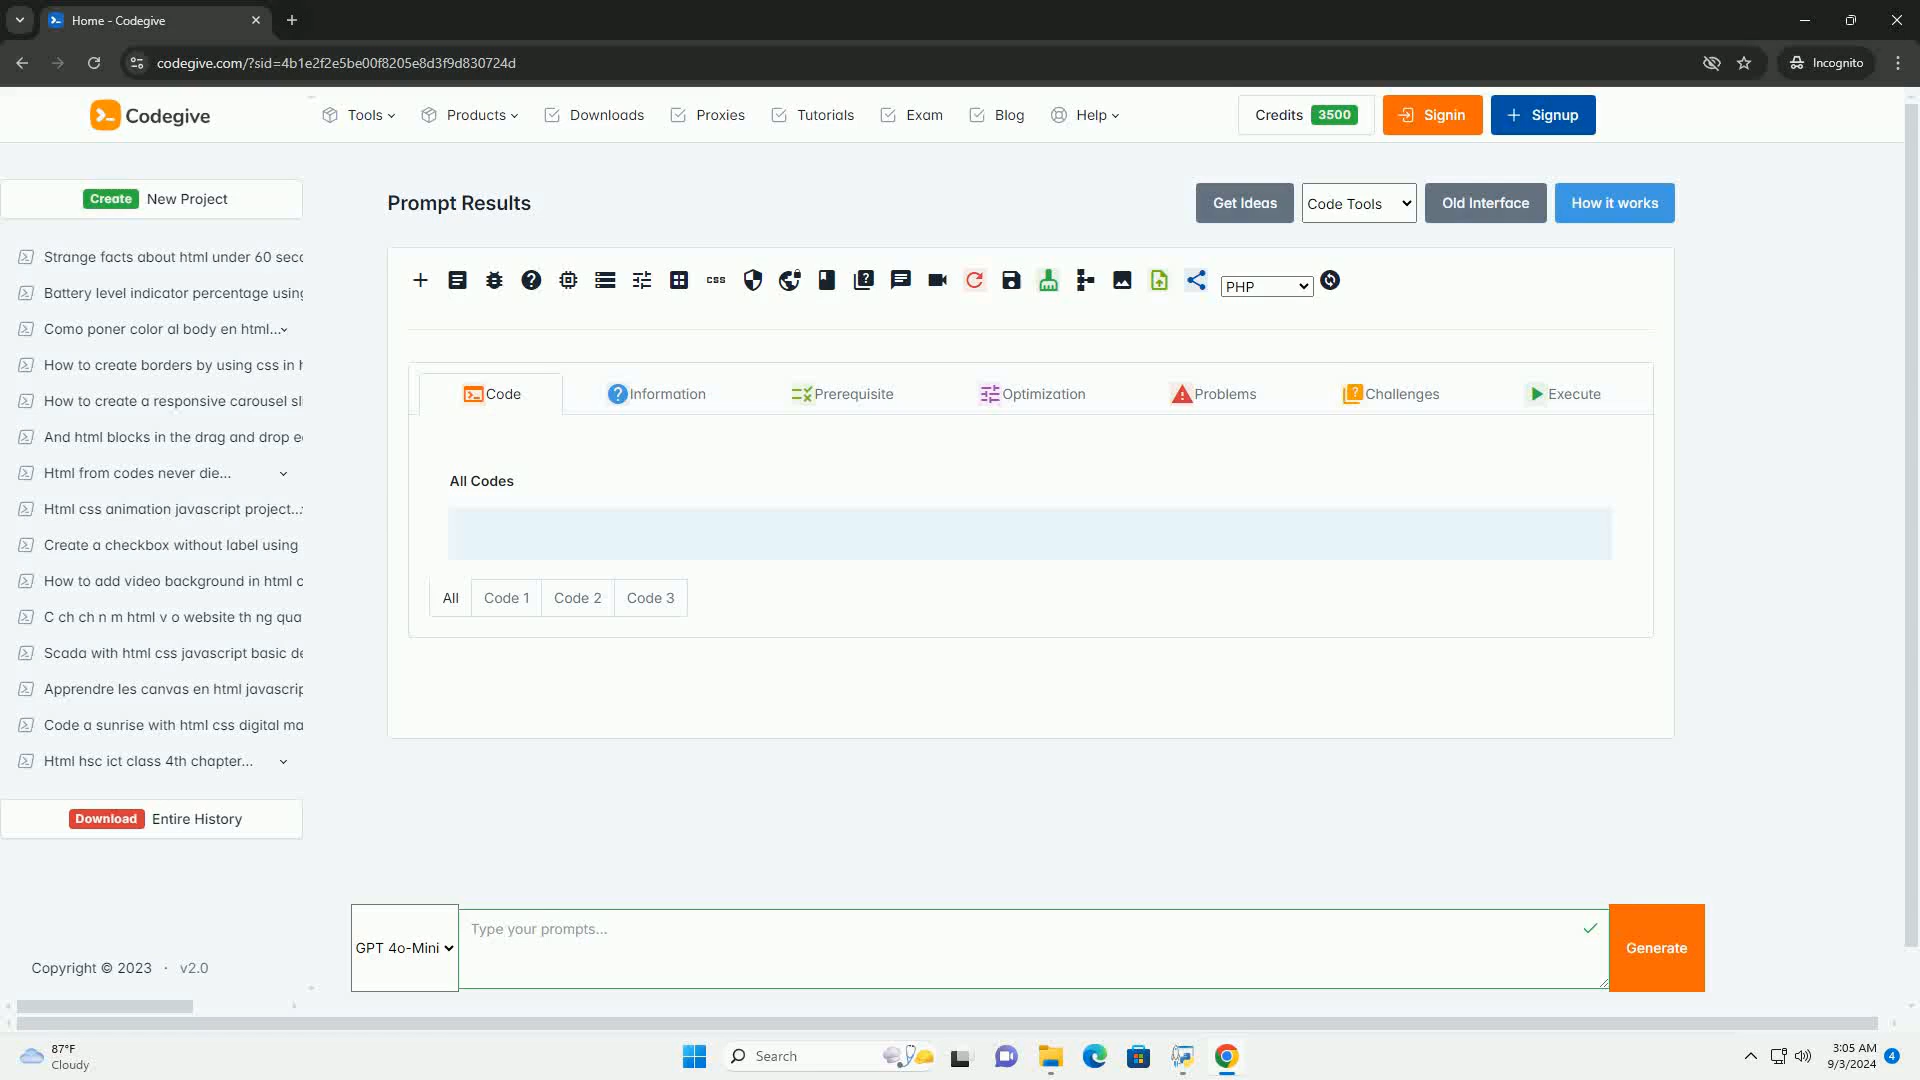 Home - Codegive
codegive.com/?sid=4b1e2f2e5be00f8205e8d3f9d830724d
Incognito
Codegive
Tools
Products
Downloads
Proxies
Tutorials
Exam
Blog
Help
Credits 3500
Signin
Signup
Create New Project
Strange facts about html under 60 seco
Battery level indicator percentage using
Como poner color al body en html...
How to create borders by using css in h
How to create a responsive carousel sli
And html blocks in the drag and drop e
Html from codes never die...
Html css animation javascript project...
Create a checkbox without label using
How to add video background in html c
C ch ch n m html v o website th ng qua
Scada with html css javascript basic de
Apprendre les canvas en html javascrip
Code a sunrise with html css digital ma
Html hsc ict class 4th chapter...
Download Entire History
Copyright © 2023 · v2.0
Prompt Results
Get Ideas
Code Tools
Old Interface
How it works
css
PHP
Code
Information
Prerequisite
Optimization
Problems
Challenges
Execute
All Codes
All
Code 1
Code 2
Code 3
GPT 4o-Mini
Type your prompts...
Generate
87°F
Cloudy
Search
3:05 AM
9/3/2024
4